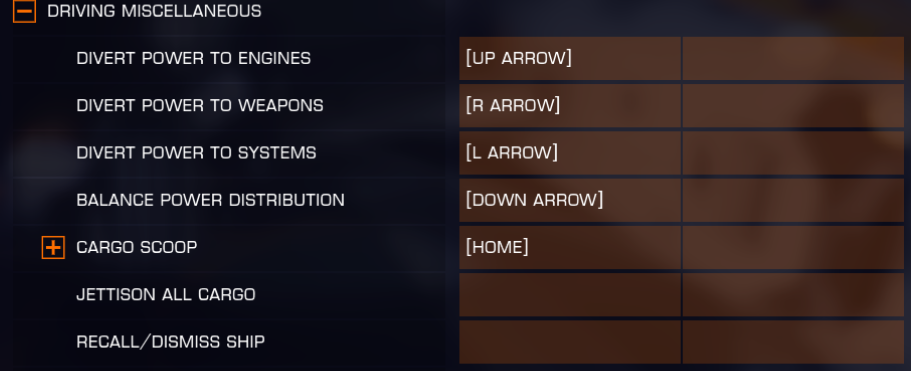 DRIVING MISCELLANEOUS
DIVERT POWER TO ENGINES [UP ARROW]
DIVERT POWER TO WEAPONS [R ARROW]
DIVERT POWER TO SYSTEMS [L ARROW]
BALANCE POWER DISTRIBUTION [DOWN ARROW]
CARGO SCOOP [HOME]
JETTISON ALL CARGO
RECALL/DISMISS SHIP